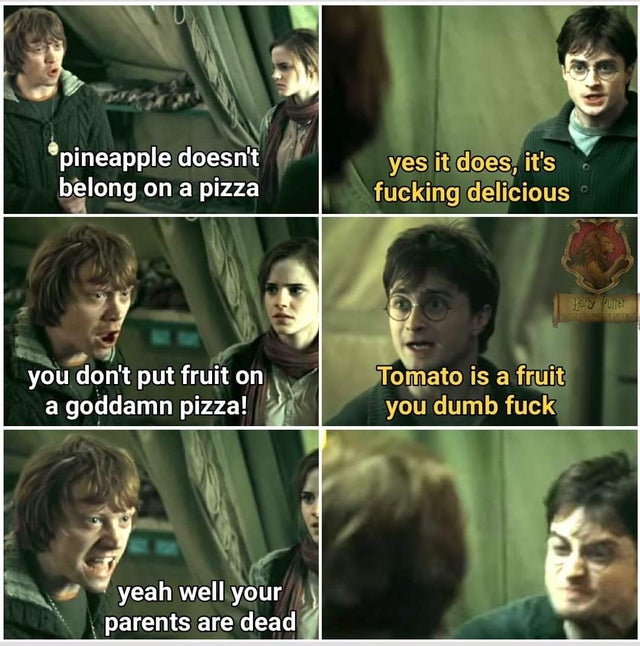 pineapple doesn't
belong on a pizza
yes it does, it's
fucking delicious
you don't put fruit on
a goddamn pizza!
Tomato is a fruit
you dumb fuck
yeah well your
parents are dead